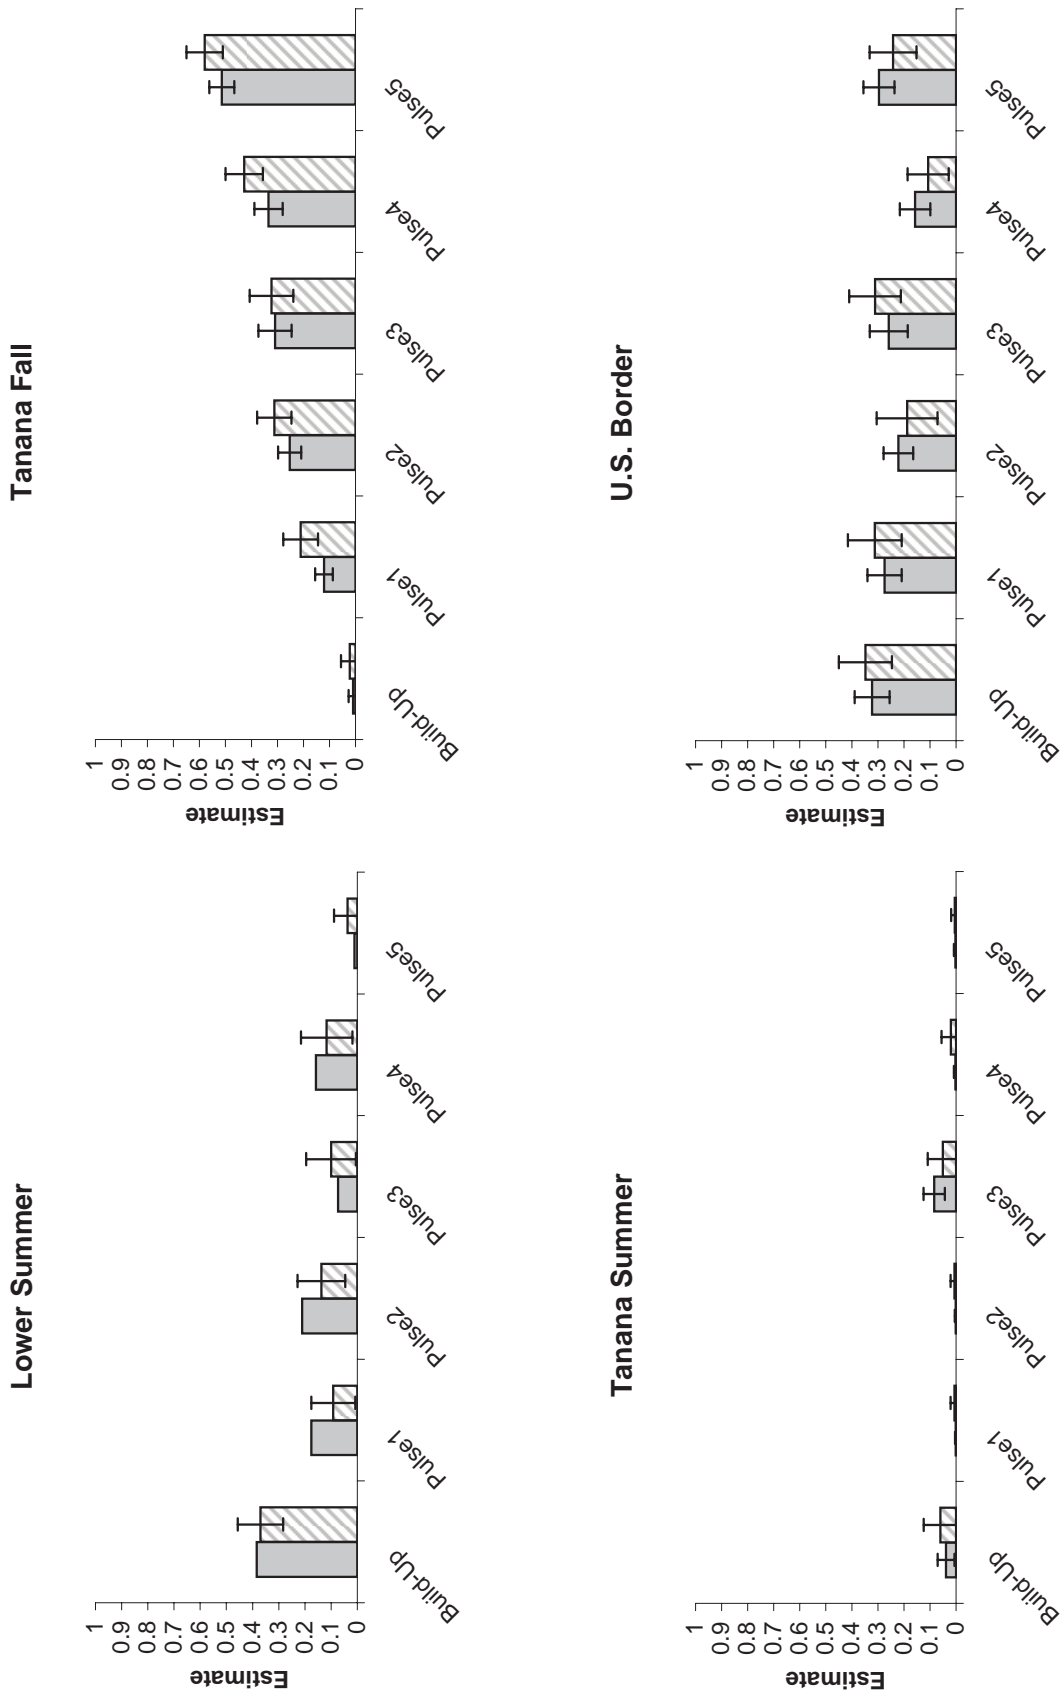 Lower Summer
Estimate
1
0.9
0.8
0.7
0.6
0.5
0.4
0.3
0.2
0.1
0
Build-Up
Pulse1
Pulse2
Pulse3
Pulse4
Pulse5
Tanana Fall
Estimate
1
0.9
0.8
0.7
0.6
0.5
0.4
0.3
0.2
0.1
0
Build-Up
Pulse1
Pulse2
Pulse3
Pulse4
Pulse5
Tanana Summer
Estimate
1
0.9
0.8
0.7
0.6
0.5
0.4
0.3
0.2
0.1
0
Build-Up
Pulse1
Pulse2
Pulse3
Pulse4
Pulse5
U.S. Border
Estimate
1
0.9
0.8
0.7
0.6
0.5
0.4
0.3
0.2
0.1
0
Build-Up
Pulse1
Pulse2
Pulse3
Pulse4
Pulse5